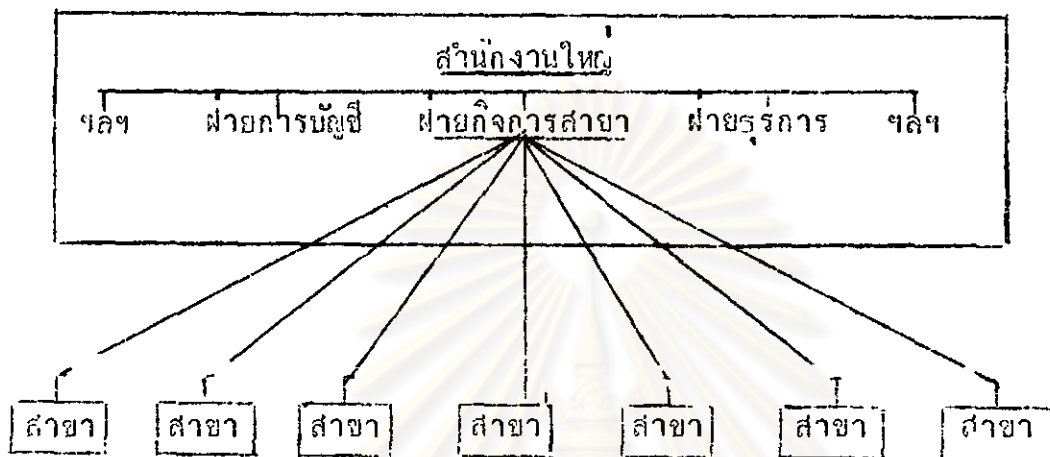 สำนักงานใหญ่
ฯลฯ ฝ่ายการบัญชี ฝ่ายกิจการสาขา ฝ่ายธุรการ ฯลฯ
สาขา สาขา สาขา สาขา สาขา สาขา สาขา